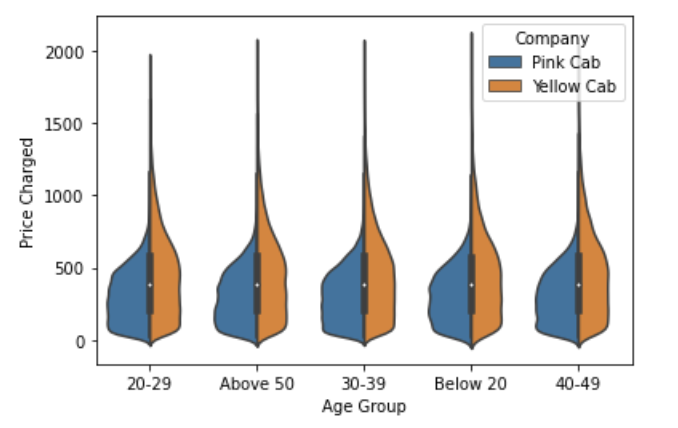 Company
Pink Cab
Yellow Cab
Price Charged
2000
1500
1000
500
0
20-29 Above 50 30-39 Below 20 40-49
Age Group